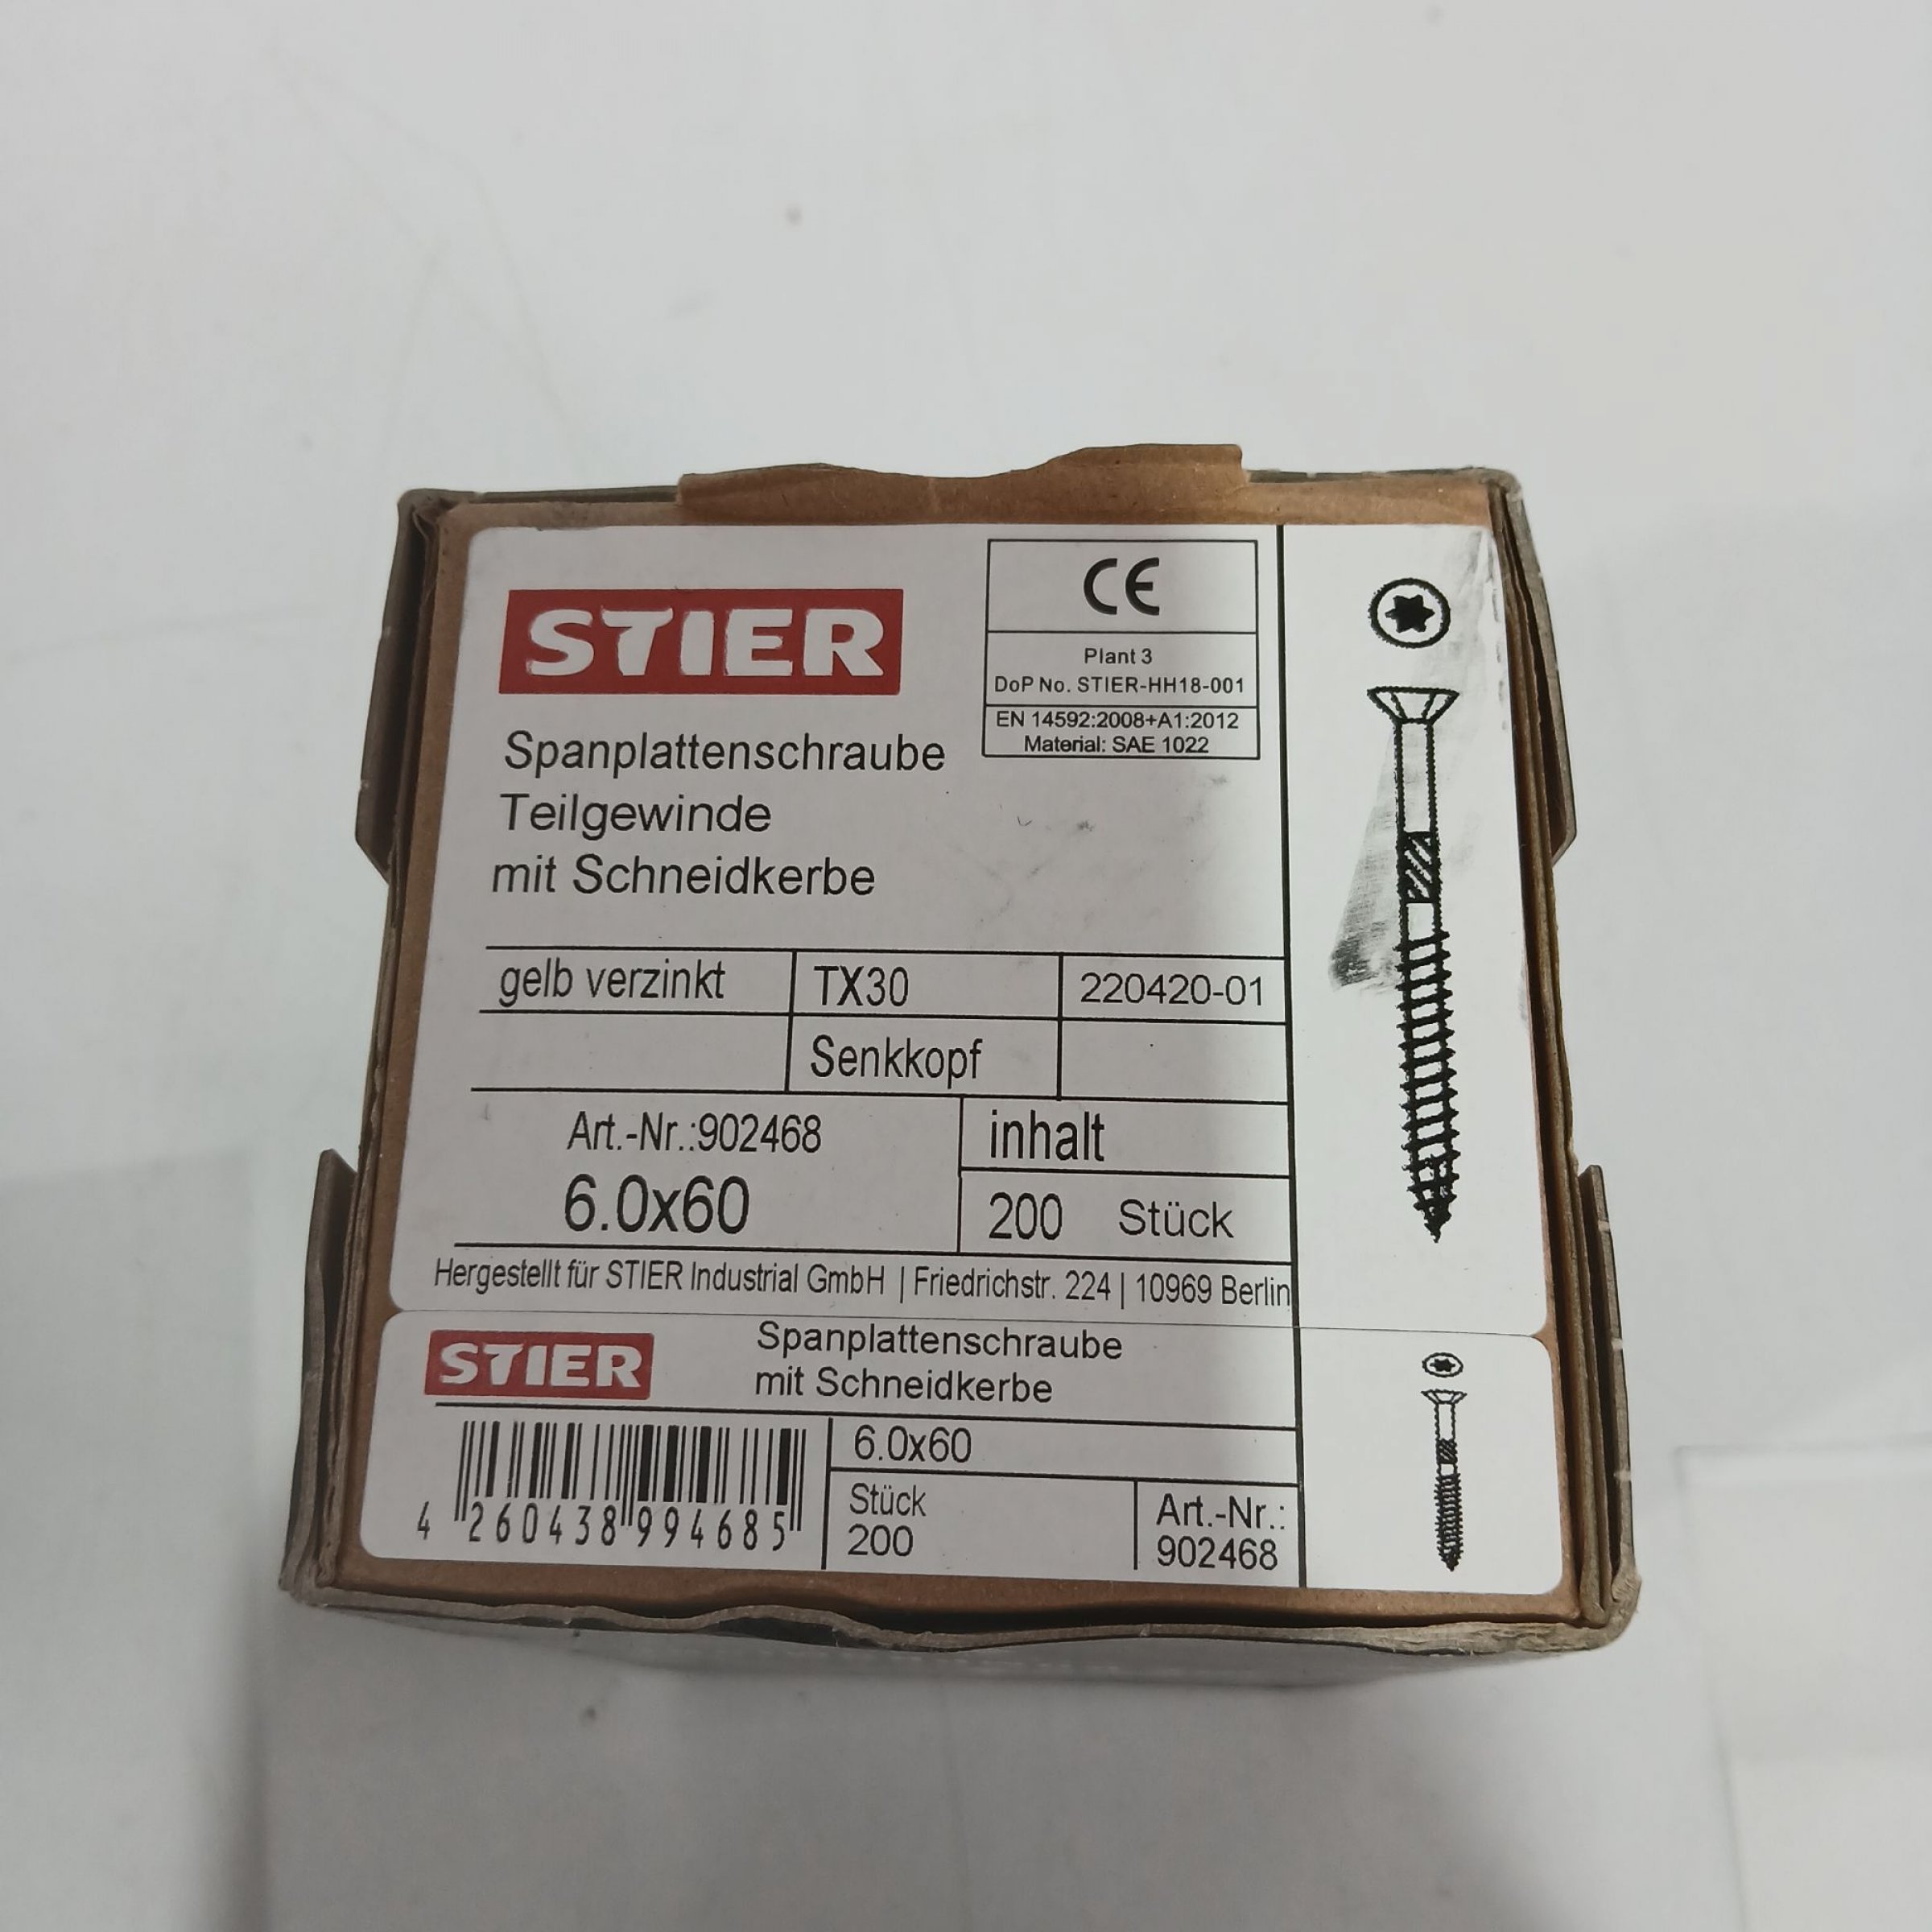 STIER
CE
Plant 3
DoP No. STIER-HH18-001
EN 14592:2008+A1:2012
Material: SAE 1022
Spanplattenschraube
Teilgewinde
mit Schneidkerbe
gelb verzinkt TX30 220420-01
Senkkopf
Art.-Nr.:902468 inhalt
6.0x60 200 Stück
Hergestellt für STIER Industrial GmbH | Friedrichstr. 224 | 10969 Berlin
STIER
Spanplattenschraube
mit Schneidkerbe
4 260438 994685
6.0x60
Stück
200
Art.-Nr.:
902468